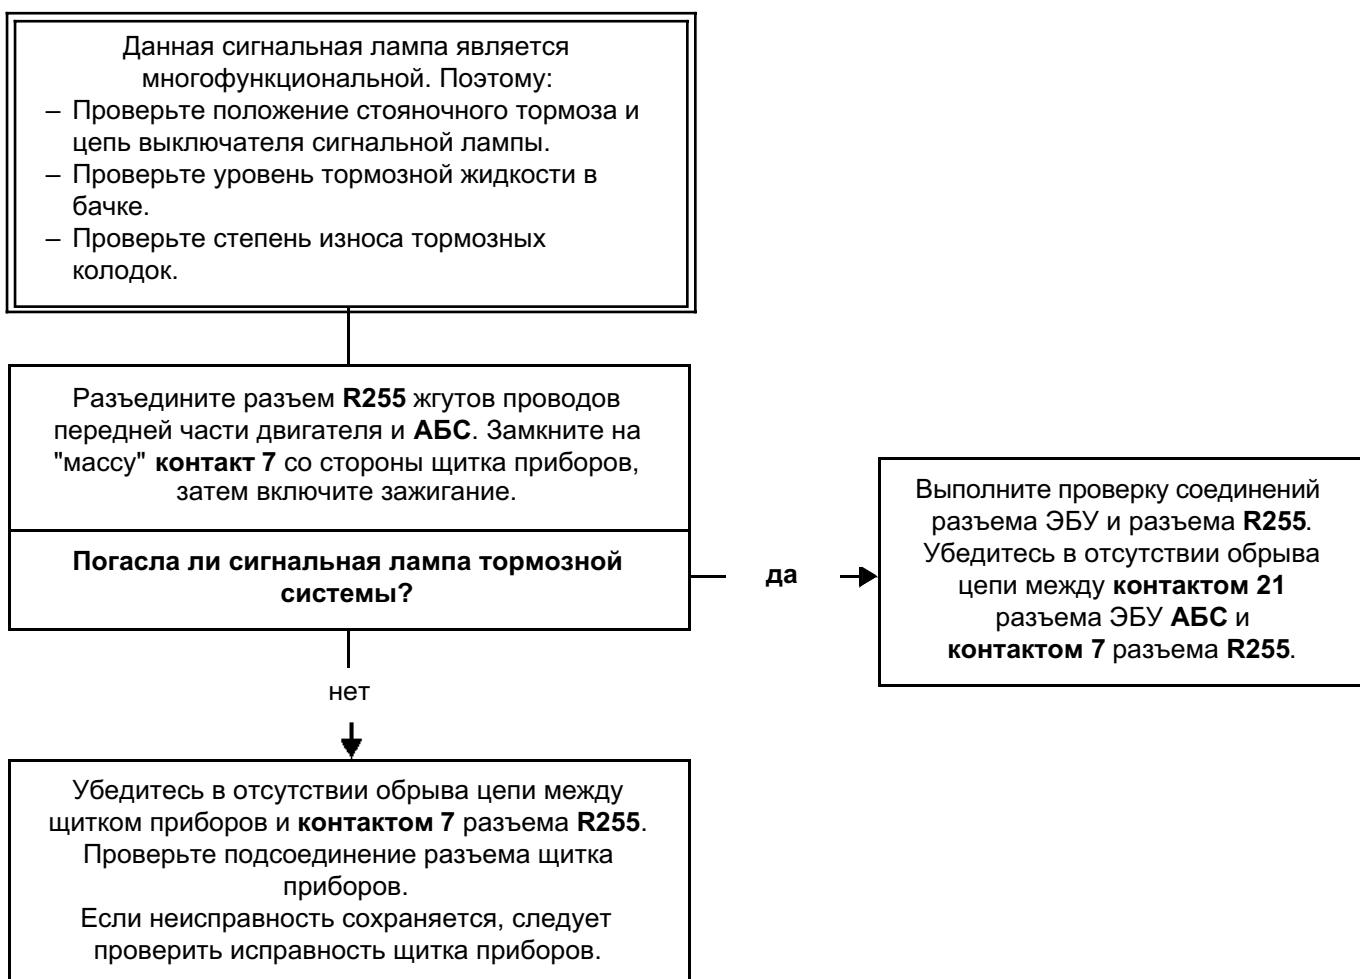 Данная сигнальная лампа является
многофункциональной. Поэтому:
– Проверьте положение стояночного тормоза и
цепь выключателя сигнальной лампы.
– Проверьте уровень тормозной жидкости в
бачке.
– Проверьте степень износа тормозных
колодок.
Разъедините разъем R255 жгутов проводов
передней части двигателя и АБС. Замкните на
"массу" контакт 7 со стороны щитка приборов,
затем включите зажигание.
Погасла ли сигнальная лампа тормозной
системы?
да
Выполните проверку соединений
разъема ЭБУ и разъема R255.
Убедитесь в отсутствии обрыва
цепи между контактом 21
разъема ЭБУ АБС и
контактом 7 разъема R255.
нет
Убедитесь в отсутствии обрыва цепи между
щитком приборов и контактом 7 разъема R255.
Проверьте подсоединение разъема щитка
приборов.
Если неисправность сохраняется, следует
проверить исправность щитка приборов.